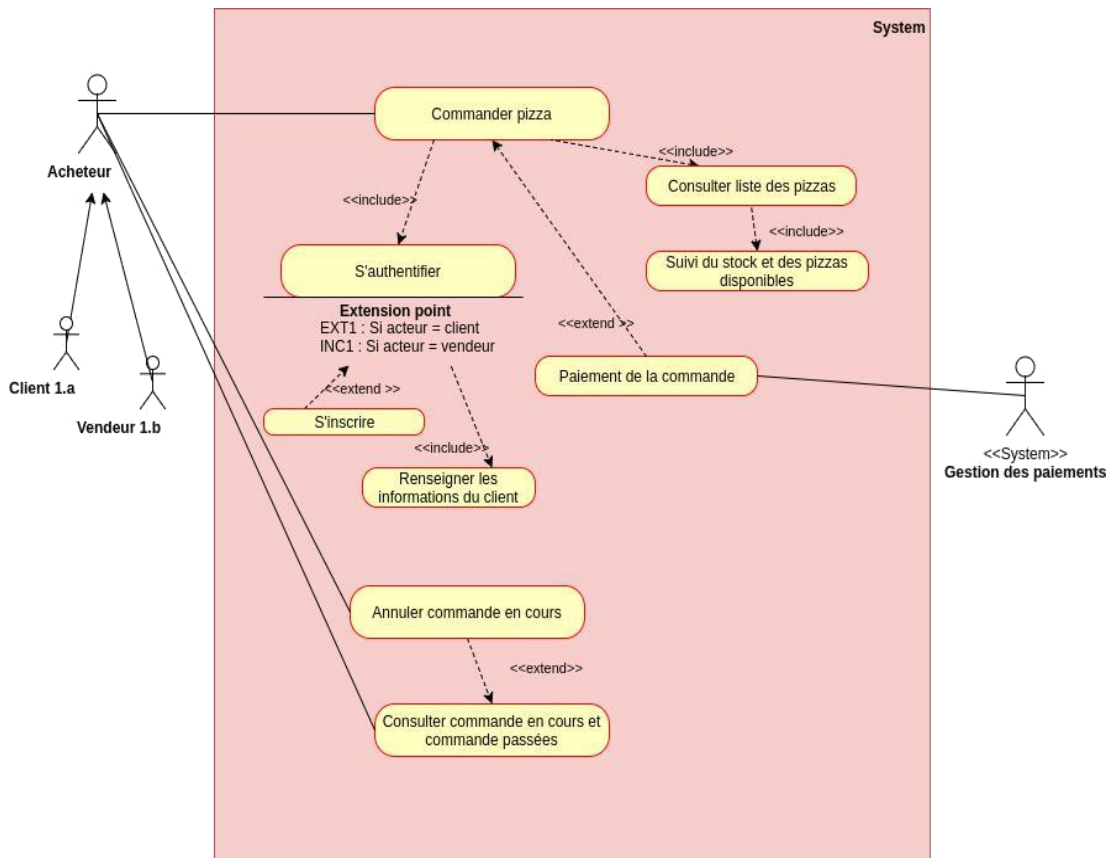 System
Commander pizza
<<include>>
Acheteur
Consulter liste des pizzas
<<include>>
<<include>>
S'authentifier
Suivi du stock et des pizzas
disponibles
Extension point
EXT1 : Si acteur = client
INC1 : Si acteur = vendeur
<<extend >>
Client 1.a
Vendeur 1.b
<<extend >>
Paiement de la commande
S'inscrire
<<include>>
Renseigner les
informations du client
<<System>>
Gestion des paiements
Annuler commande en cours
<<extend>>
Consulter commande en cours et
commande passées